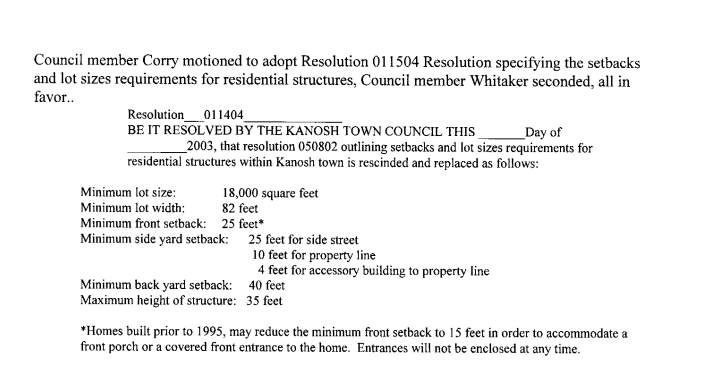 Council member Corry motioned to adopt Resolution 011504 Resolution specifying the setbacks
and lot sizes requirements for residential structures, Council member Whitaker seconded, all in
favor..
Resolution___011404______________
BE IT RESOLVED BY THE KANOSH TOWN COUNCIL THIS _______Day of
________2003, that resolution 050802 outlining setbacks and lot sizes requirements for
residential structures within Kanosh town is rescinded and replaced as follows:
Minimum lot size: 18,000 square feet
Minimum lot width: 82 feet
Minimum front setback: 25 feet*
Minimum side yard setback: 25 feet for side street
10 feet for property line
4 feet for accessory building to property line
Minimum back yard setback: 40 feet
Maximum height of structure: 35 feet
*Homes built prior to 1995, may reduce the minimum front setback to 15 feet in order to accommodate a
front porch or a covered front entrance to the home. Entrances will not be enclosed at any time.